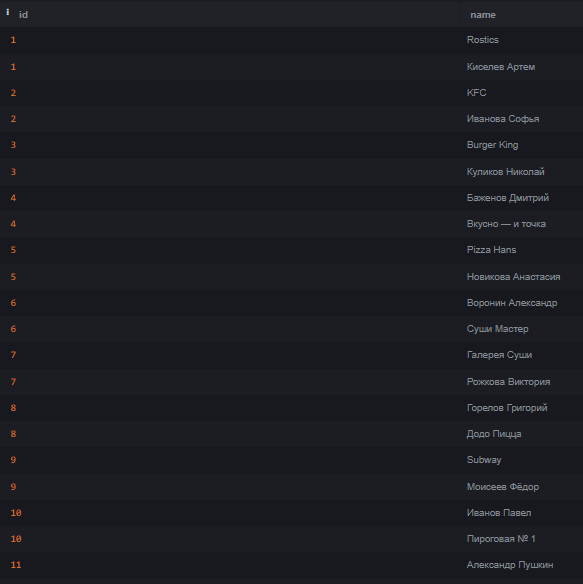 i id name
1 Rostics
1 Киселев Артем
2 KFC
2 Иванова Софья
3 Burger King
3 Куликов Николай
4 Баженов Дмитрий
4 Вкусно — и точка
5 Pizza Hans
5 Новикова Анастасия
6 Воронин Александр
6 Суши Мастер
7 Галерея Суши
7 Рожкова Виктория
8 Горелов Григорий
8 Додо Пицца
9 Subway
9 Моисеев Фёдор
10 Иванов Павел
10 Пироговая № 1
11 Александр Пушкин